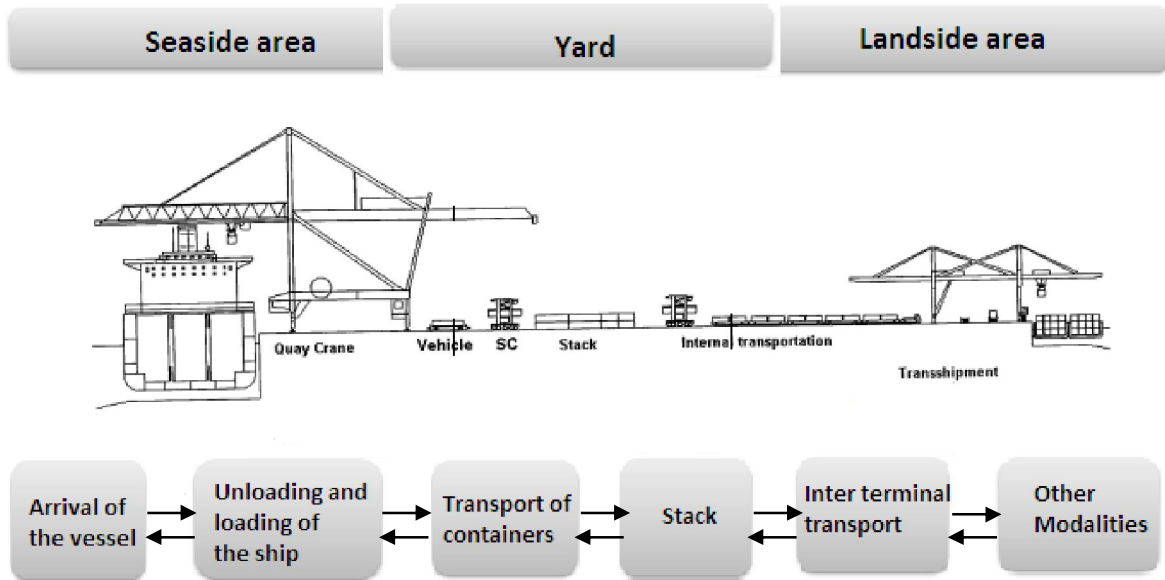 Seaside area
Yard
Landside area
Quay Crane
Vehicle
SC
Stack
Internal transportation
Transshipment
Arrival of
the vessel
Unloading and
loading of
the ship
Transport of
containers
Stack
Inter terminal
transport
Other
Modalities